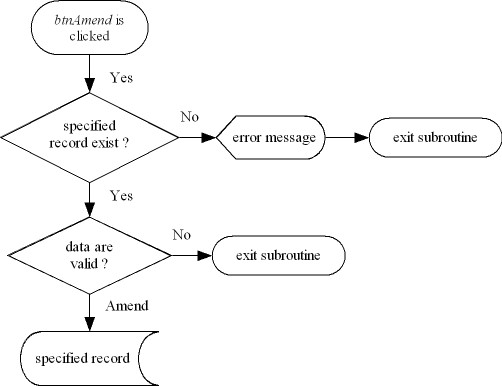 btnAmend is
clicked
Yes
specified
record exist ?
No
error message
exit subroutine
Yes
data are
valid ?
No
exit subroutine
Amend
specified record